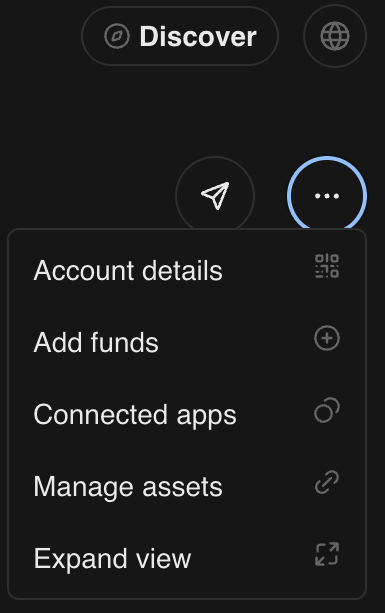 Discover
Account details
Add funds
Connected apps
Manage assets
Expand view